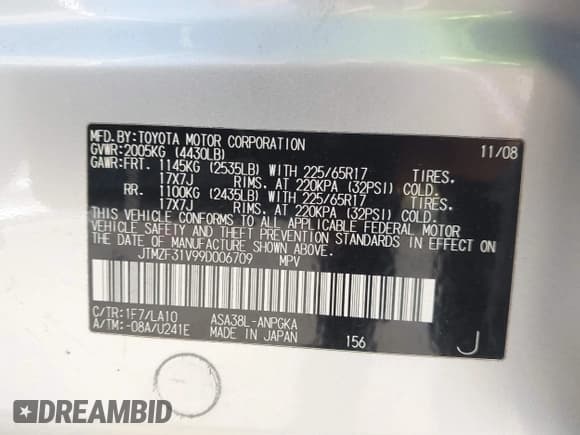 MFD.BY:TOYOTA MOTOR CORPORATION 11/08
GVWR:2005KG (4430LB)
GAWR:FRT. 1145KG (2535LB) WITH 225/65R17 TIRES.
17X7J RIMS. AT 220KPA (32PSI) COLD.
RR. 1100KG (2435LB) WITH 225/65R17 TIRES.
17X7J RIMS. AT 220KPA (32PSI) COLD.
THIS VEHICLE CONFORMS TO ALL APPLICABLE FEDERAL MOTOR
VEHICLE SAFETY AND THEFT PREVENTION STANDARDS IN EFFECT ON
THE DATE OF MANUFACTURE SHOWN ABOVE.
JTMZF31V99D006709 MPV
C/TR:1F7/LA10 ASA38L-ANPGKA
A/TM:-08A/U241E MADE IN JAPAN 156 J
DREAMBID